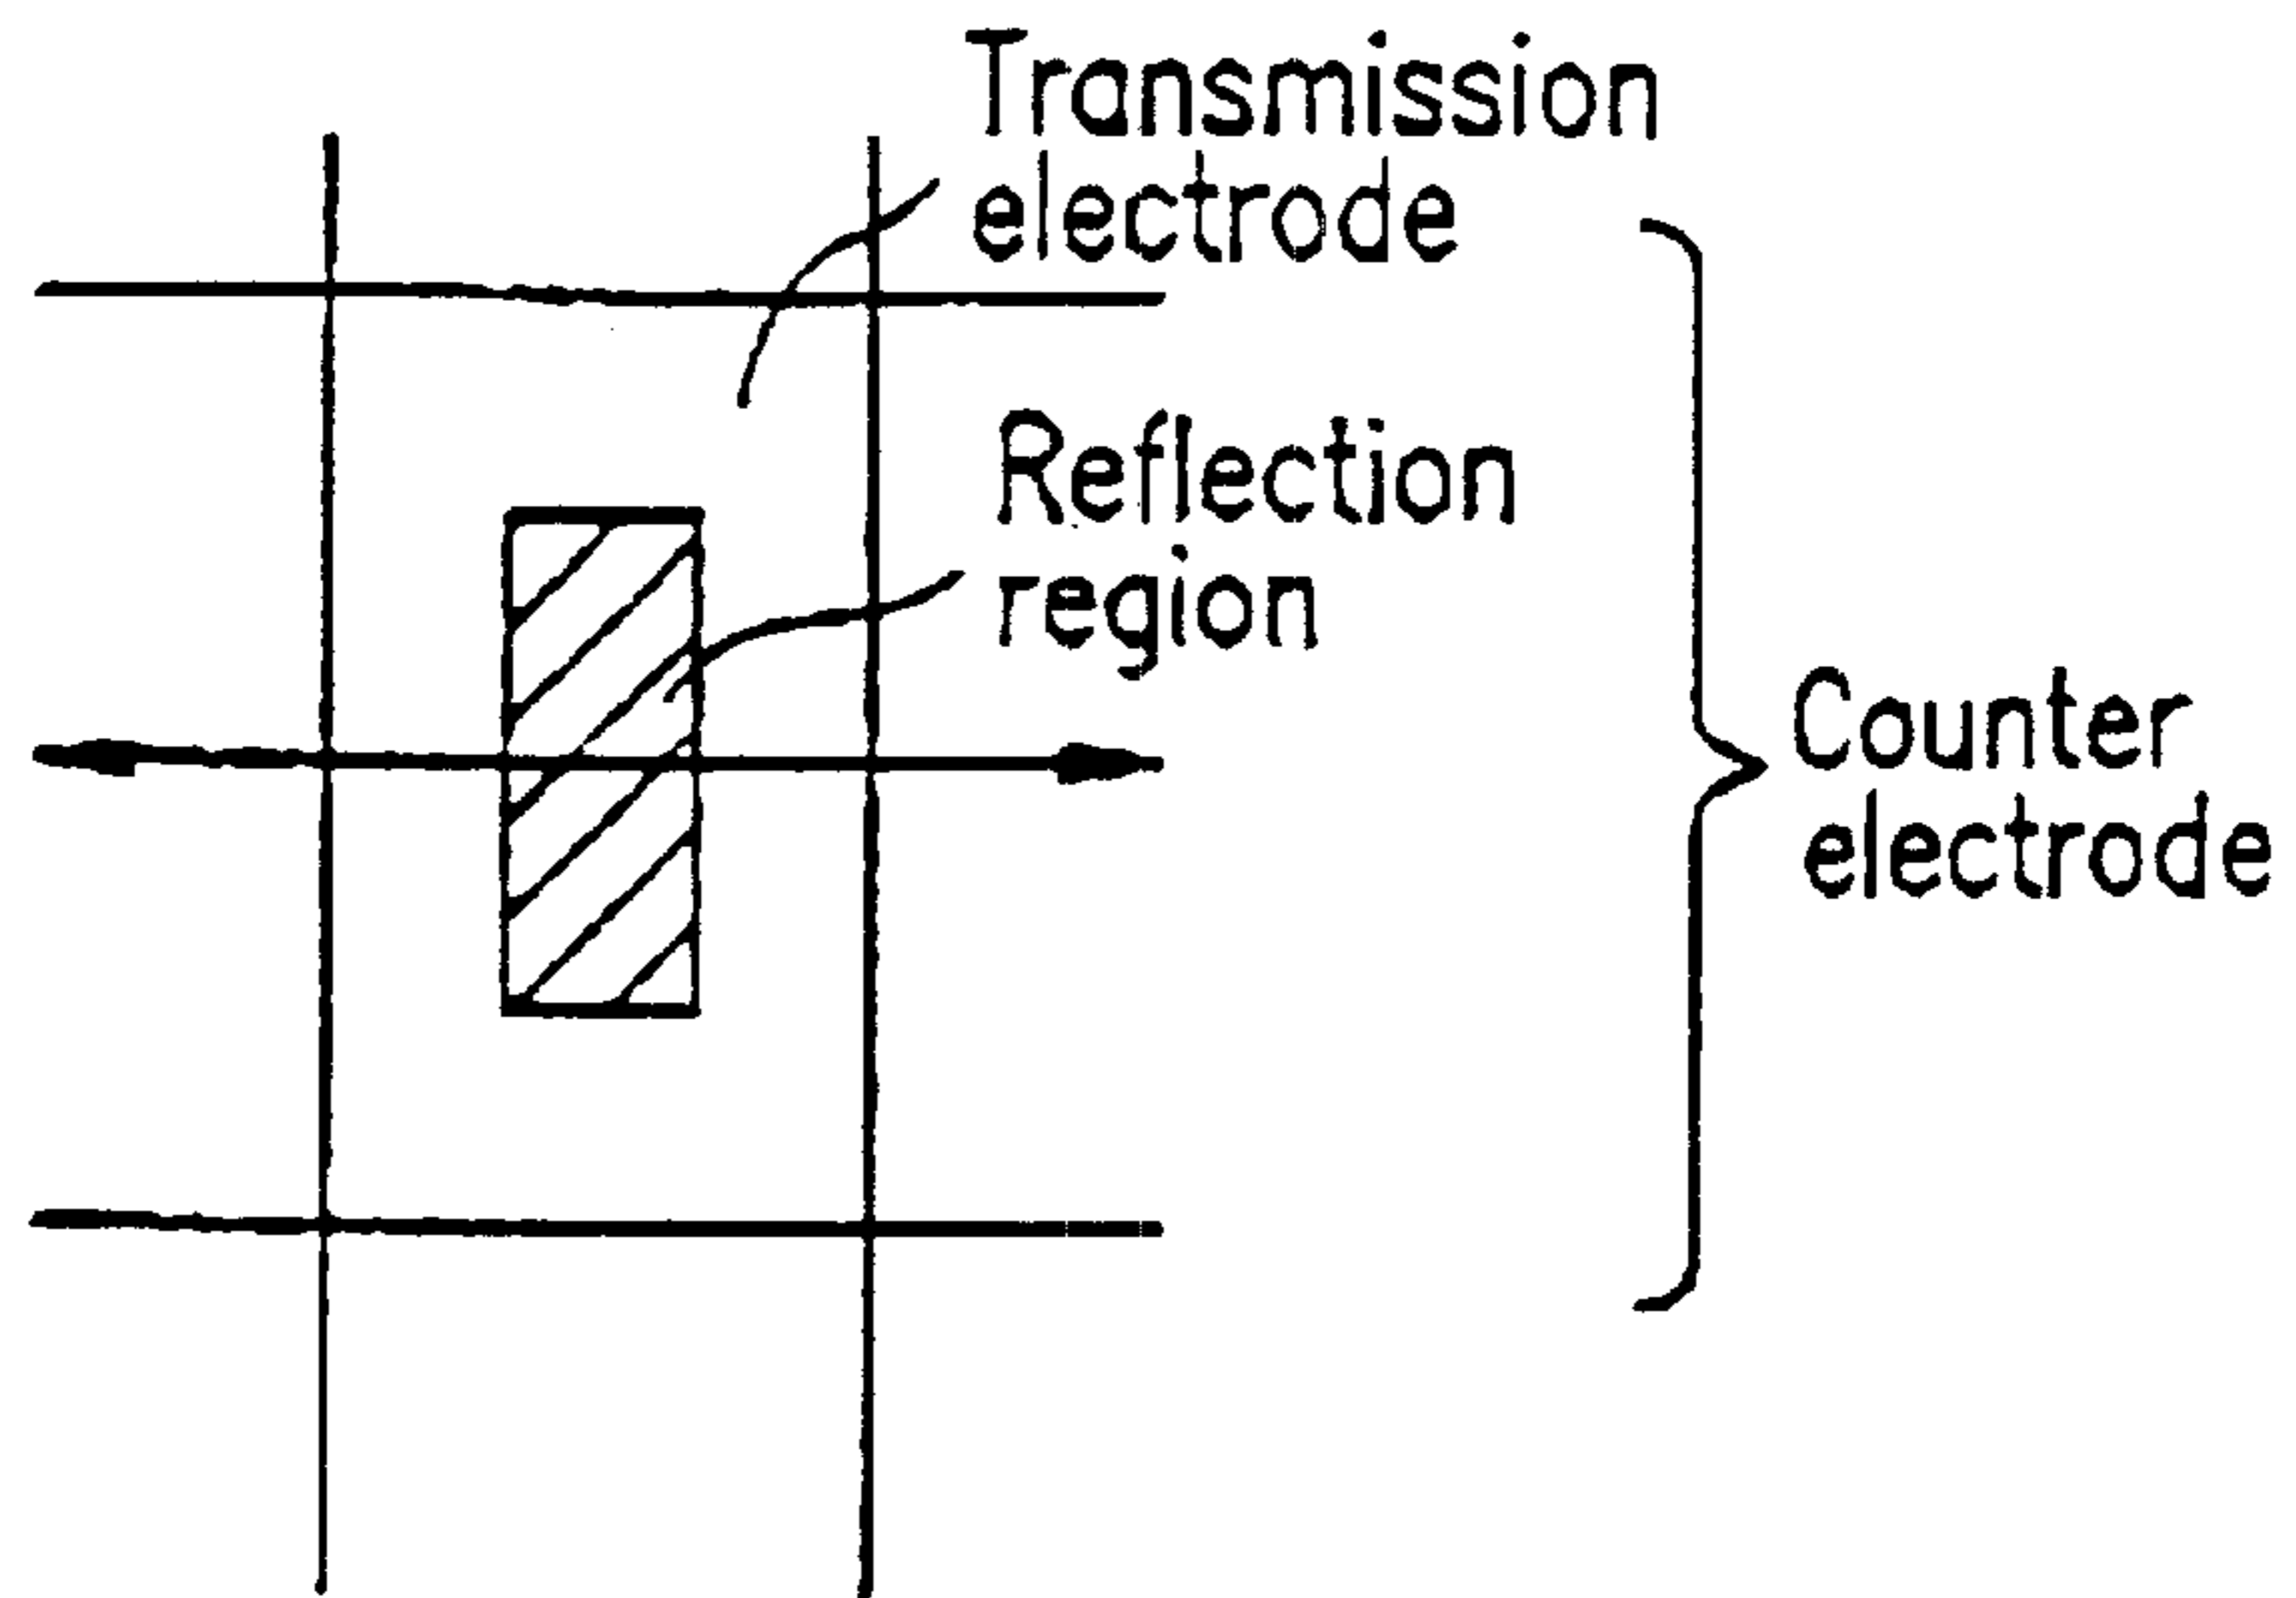 Transmission
electrode
Reflection
region
Counter
electrode